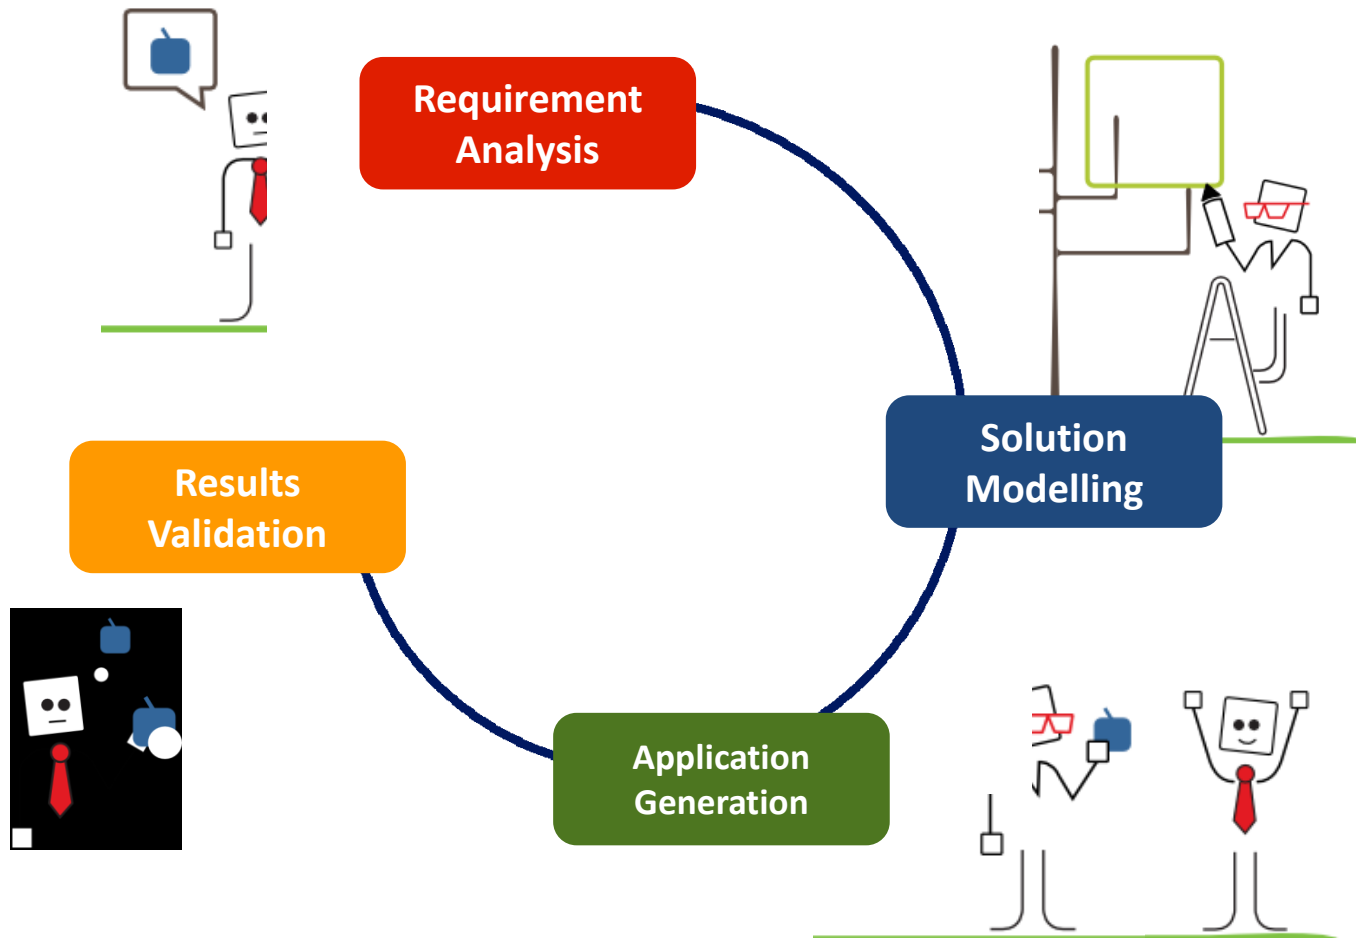 Requirement
Analysis
Solution
Modelling
Results
Validation
Application
Generation